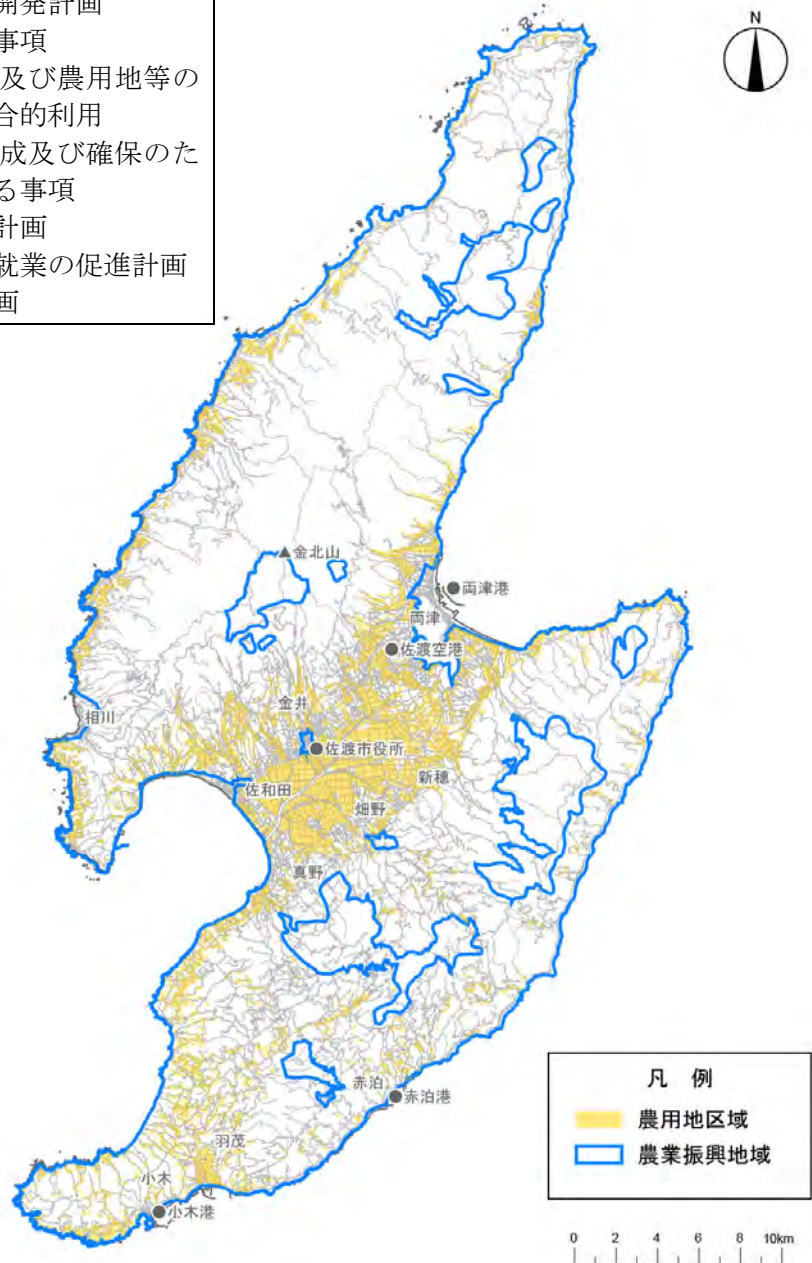 開発計画
事項
及び農用地等の
合的利用
成及び確保のた
る事項
計画
就業の促進計画
画
N
金北山
両津港
両津
佐渡空港
金井
相川
佐渡市役所
佐和田
新穂
畑野
真野
赤泊
赤泊港
羽茂
小木
小木港
凡 例
農用地区域
農業振興地域
0 2 4 6 8 10km